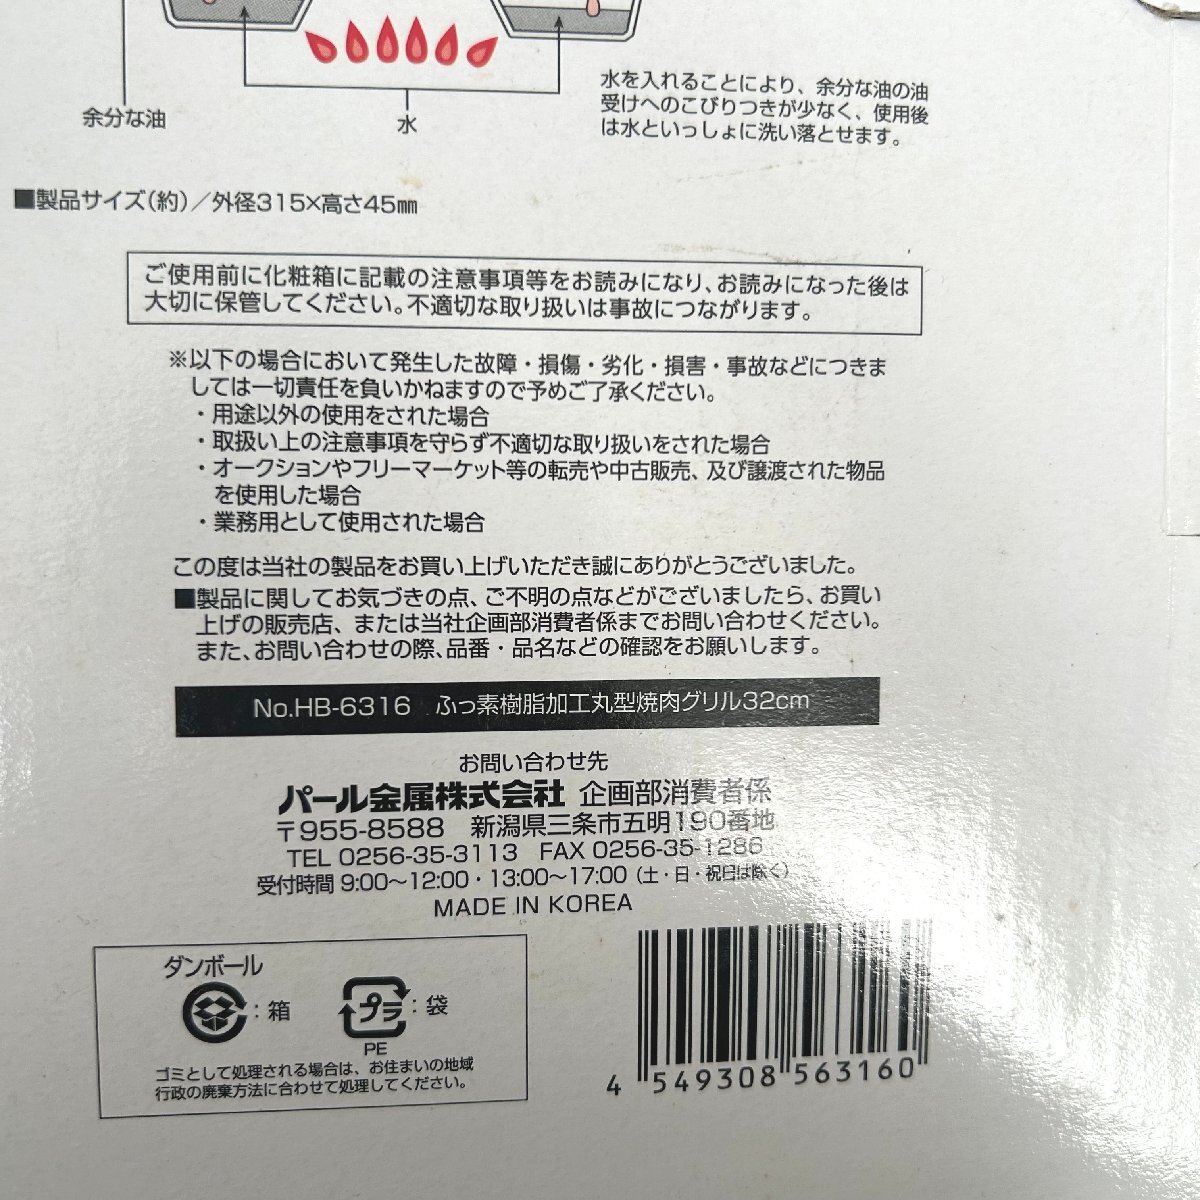 余分な油
水
水を入れることにより、余分な油の油
受けへのこびりつきが少なく、使用後
は水といっしょに洗い落とせます。
■製品サイズ(約)/外径315×高さ45㎜
ご使用前に化粧箱に記載の注意事項等をお読みになり、お読みになった後は
大切に保管してください。不適切な取り扱いは事故につながります。
※以下の場合において発生した故障・損傷・劣化・損害・事故などにつきま
しては一切責任を負いかねますので予めご了承ください。
・用途以外の使用をされた場合
・取扱い上の注意事項を守らず不適切な取り扱いをされた場合
・オークションやフリーマーケット等の転売や中古販売、及び譲渡された物品
を使用した場合
・業務用として使用された場合
この度は当社の製品をお買い上げいただき誠にありがとうございました。
■製品に関してお気づきの点、ご不明の点などがございましたら、お買い
上げの販売店、または当社企画部消費者係までお問い合わせください。
また、お問い合わせの際、品番・品名などの確認をお願いします。
No.HB-6316 ふっ素樹脂加工丸型焼肉グリル32cm
お問い合わせ先
パール金属株式会社 企画部消費者係
〒955-8588 新潟県三条市五明190番地
TEL 0256-35-3113 FAX 0256-35-1286
受付時間 9:00〜12:00・13:00〜17:00(土・日・祝日は除く)
MADE IN KOREA
ダンボール
:箱
プラ
:袋
PE
ゴミとして処理される場合は、お住まいの地域
行政の廃棄方法に合わせて処理してください。
4 549308 563160